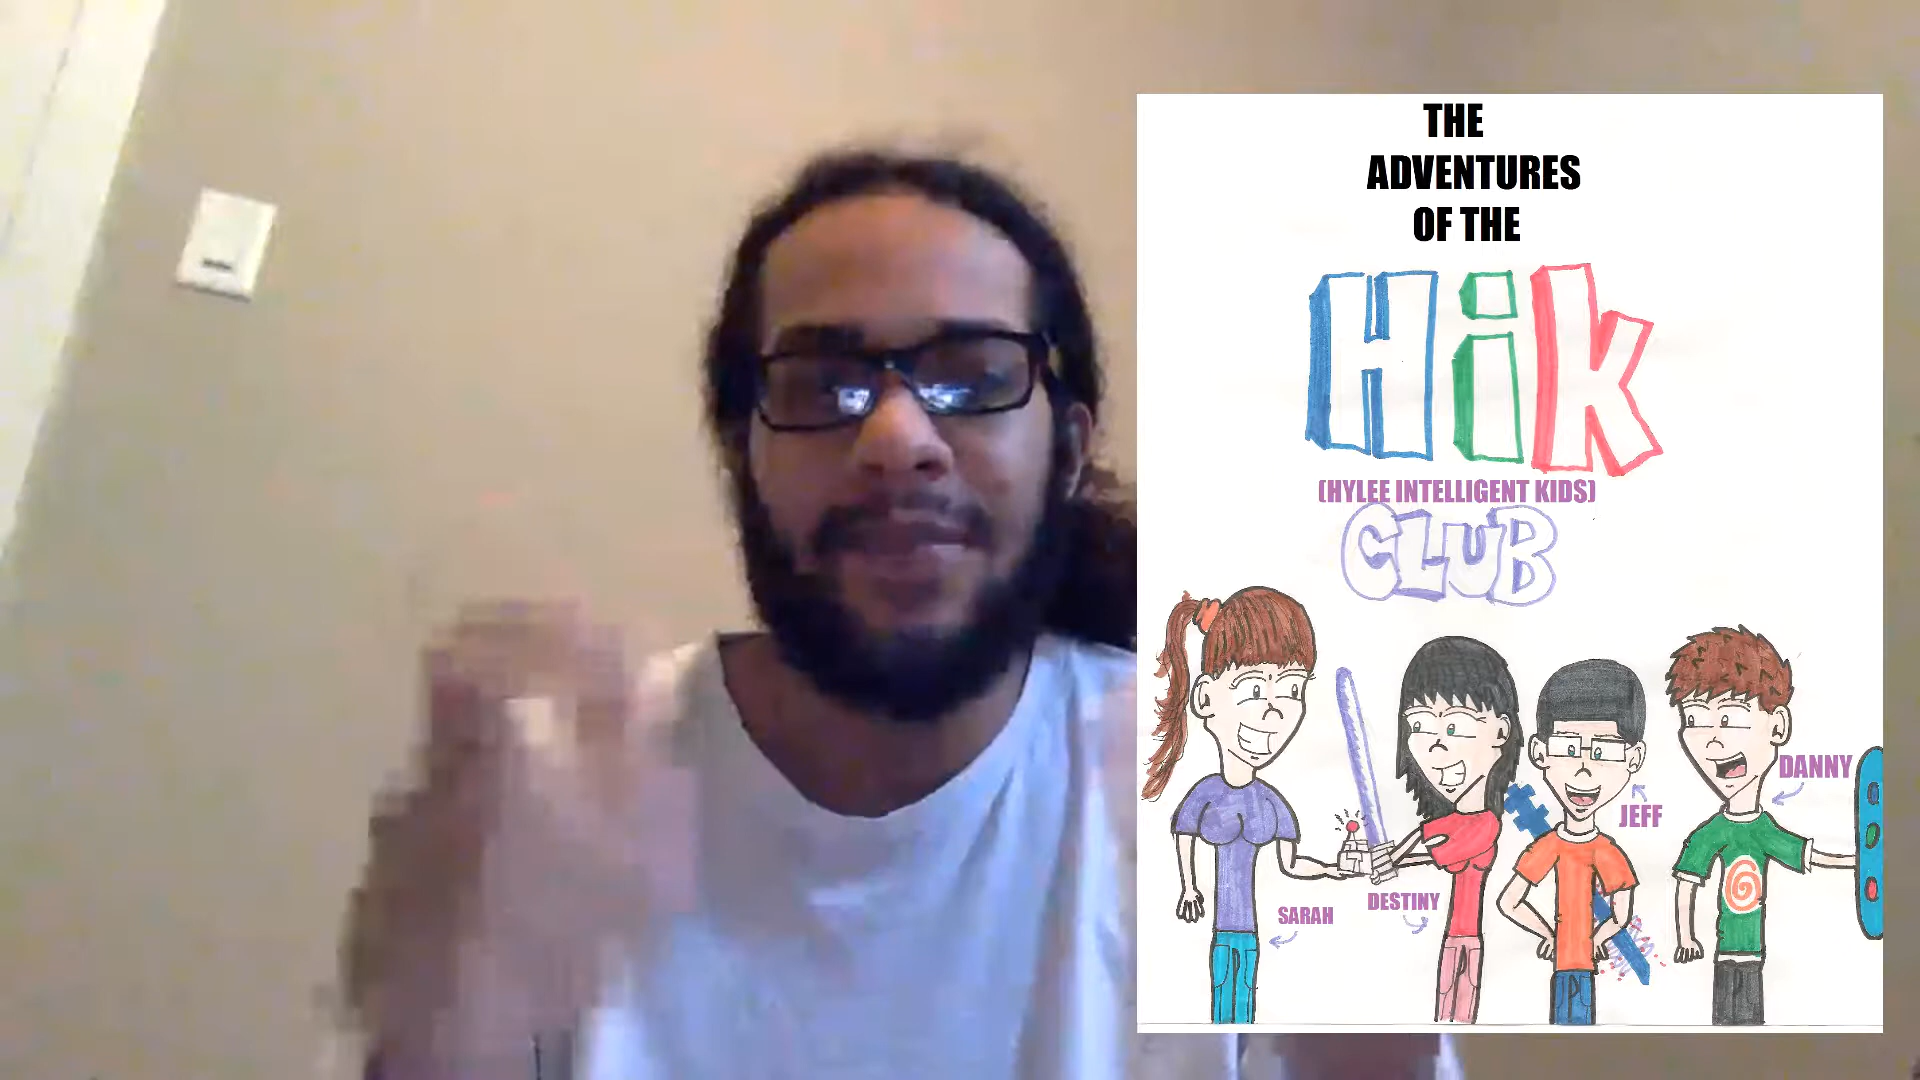 THE
ADVENTURES
OF THE
Hik
(HYLEE INTELLIGENT KIDS)
CLUB
DANNY
JEFF
DESTINY
SARAH